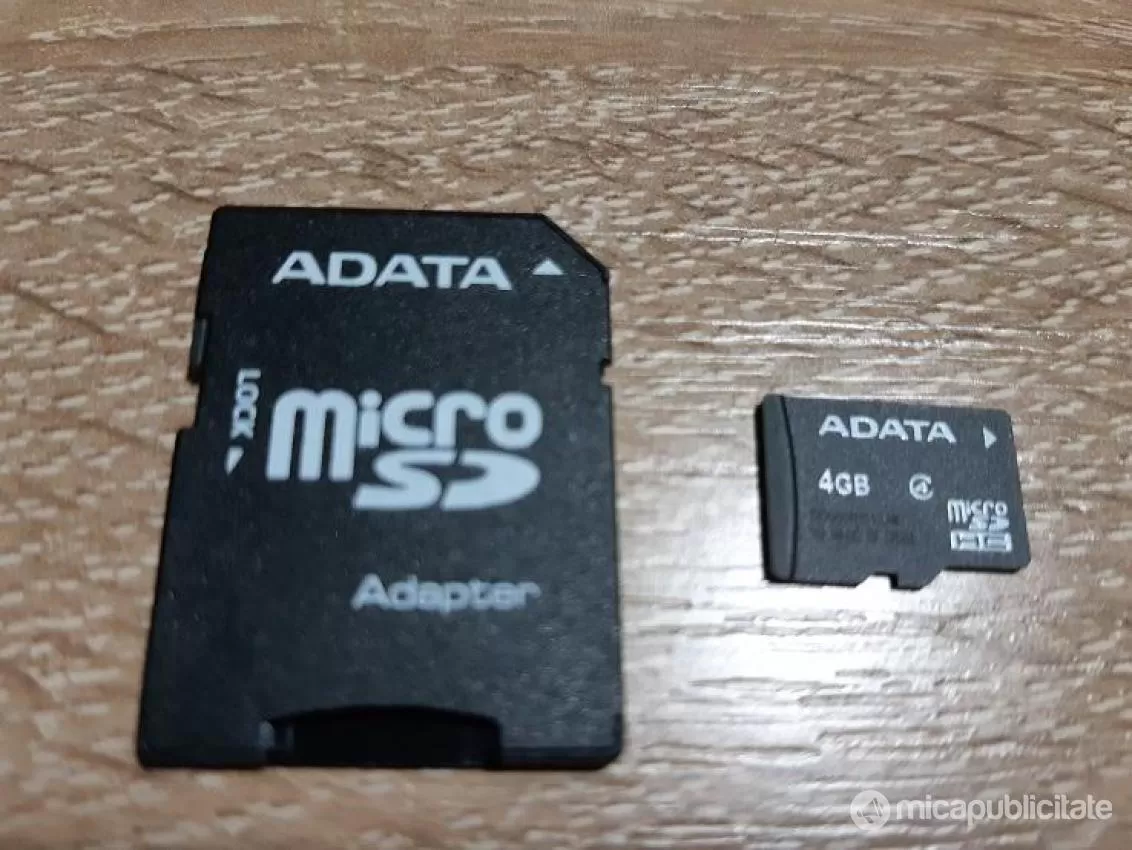 ADATA
LOCK
micro
SD
Adapter
ADATA
4GB 4
micro
SD
HC
micapublicitate